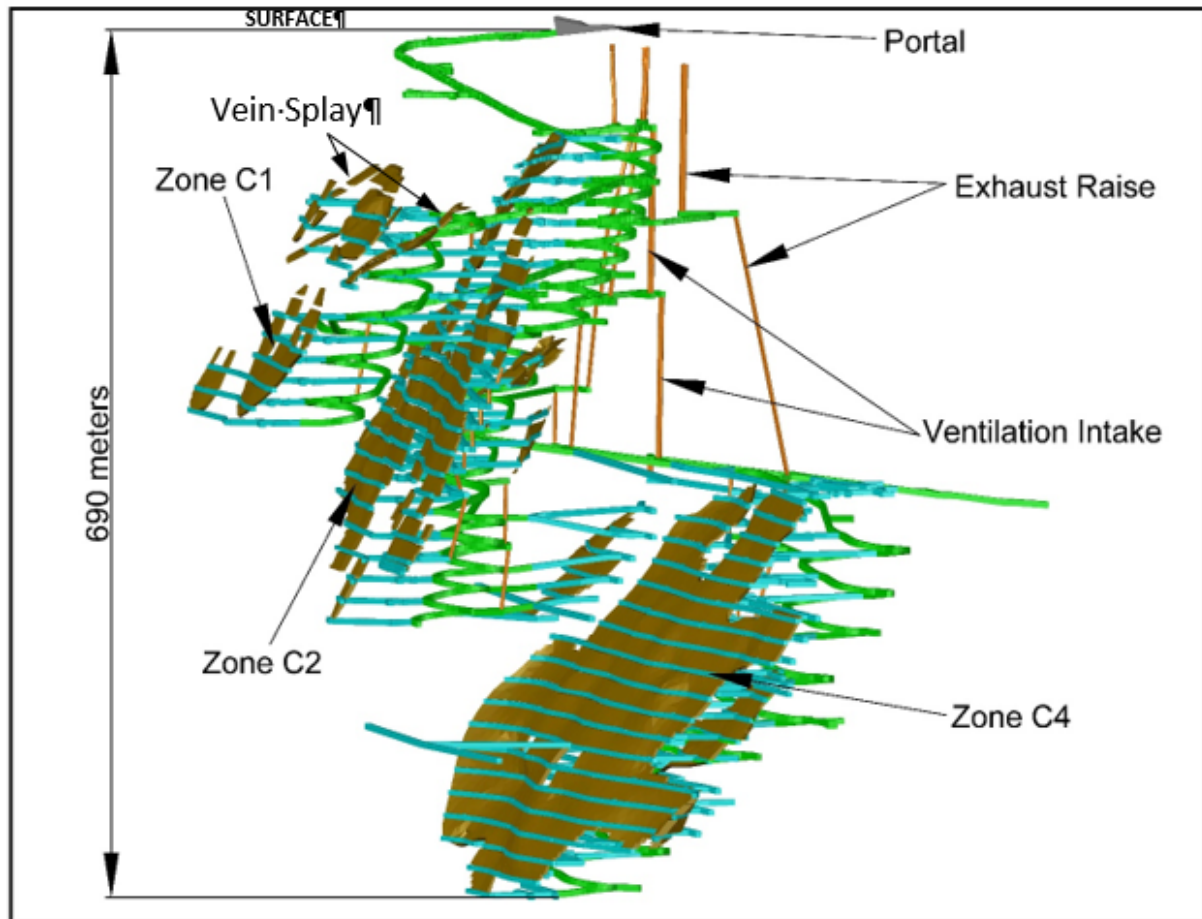 SURFACE¶
Portal
Vein·Splay¶
Zone C1
Exhaust Raise
Ventilation Intake
690 meters
Zone C2
Zone C4